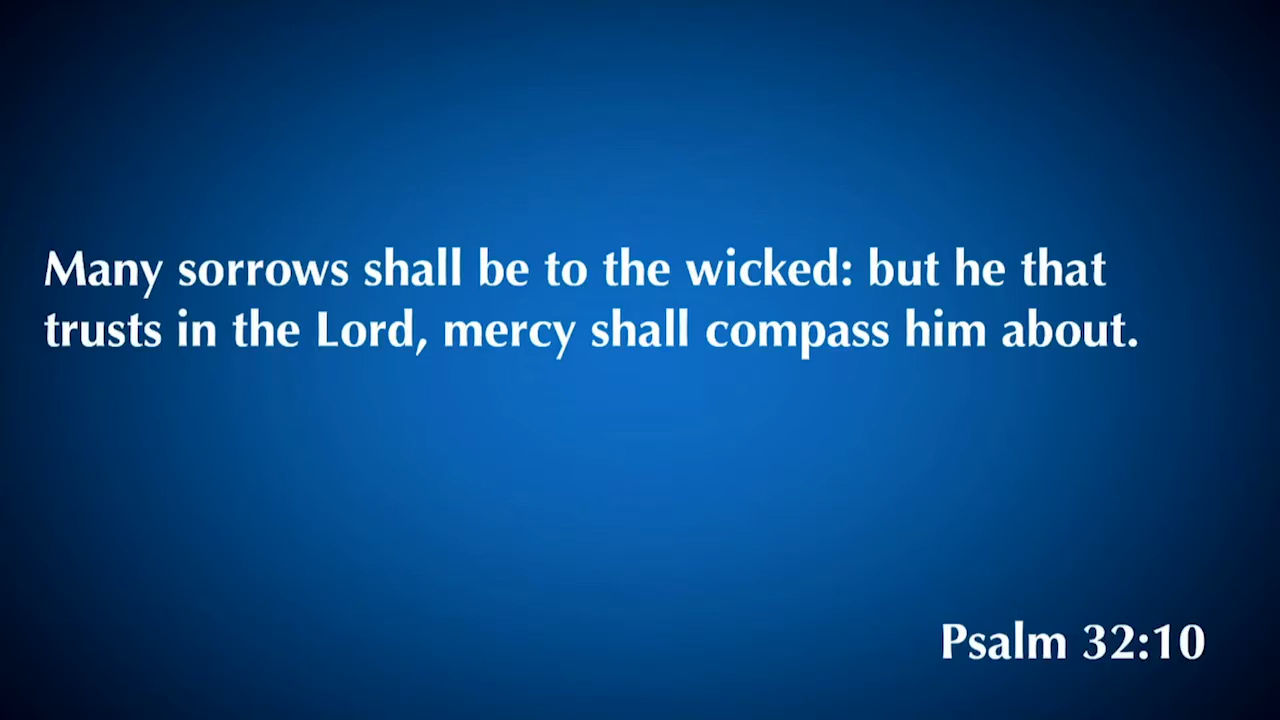 Many sorrows shall be to the wicked: but he that
trusts in the Lord, mercy shall compass him about.
Psalm 32:10